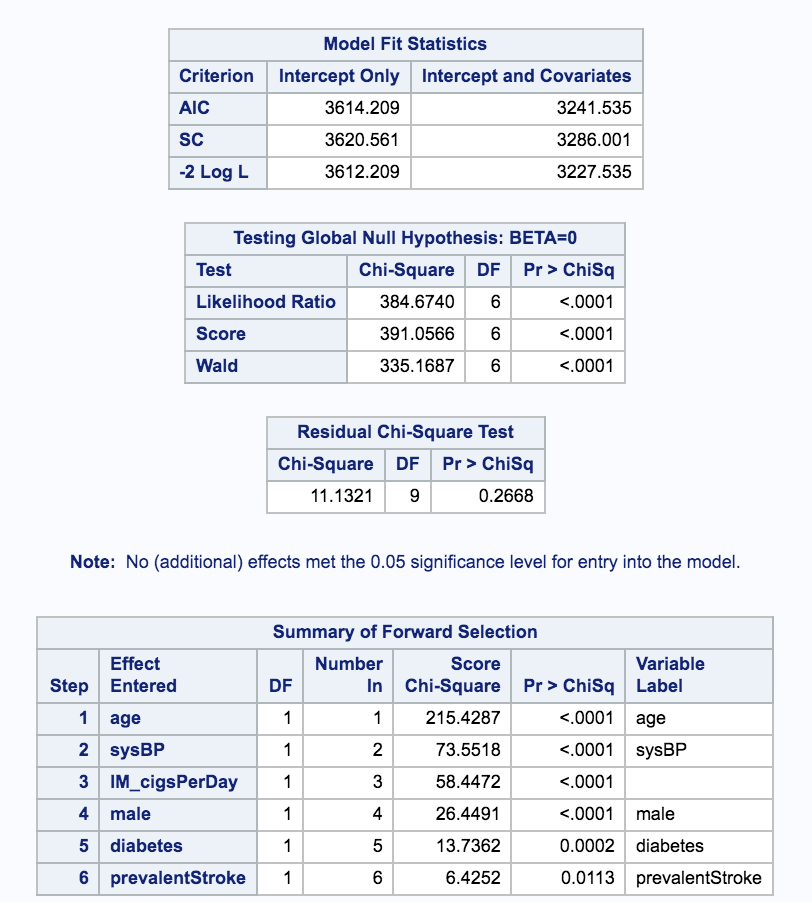 Model Fit Statistics
Criterion Intercept Only Intercept and Covariates
AIC 3614.209 3241.535
SC 3620.561 3286.001
-2 Log L 3612.209 3227.535
Testing Global Null Hypothesis: BETA=0
Test Chi-Square DF Pr > ChiSq
Likelihood Ratio 384.6740 6 <.0001
Score 391.0566 6 <.0001
Wald 335.1687 6 <.0001
Residual Chi-Square Test
Chi-Square DF Pr > ChiSq
11.1321 9 0.2668
Note: No (additional) effects met the 0.05 significance level for entry into the model.
Summary of Forward Selection
Effect Number Score Variable
Step Entered DF In Chi-Square Pr > ChiSq Label
1 age 1 1 215.4287 <.0001 age
2 sysBP 1 2 73.5518 <.0001 sysBP
3 IM_cigsPerDay 1 3 58.4472 <.0001
4 male 1 4 26.4491 <.0001 male
5 diabetes 1 5 13.7362 0.0002 diabetes
6 prevalentStroke 1 6 6.4252 0.0113 prevalentStroke